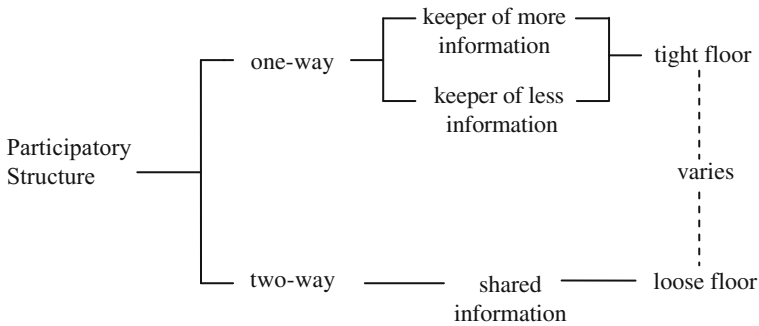 keeper of more
information
one-way
tight floor
keeper of less
information
Participatory
Structure
varies
two-way
shared
information
loose floor